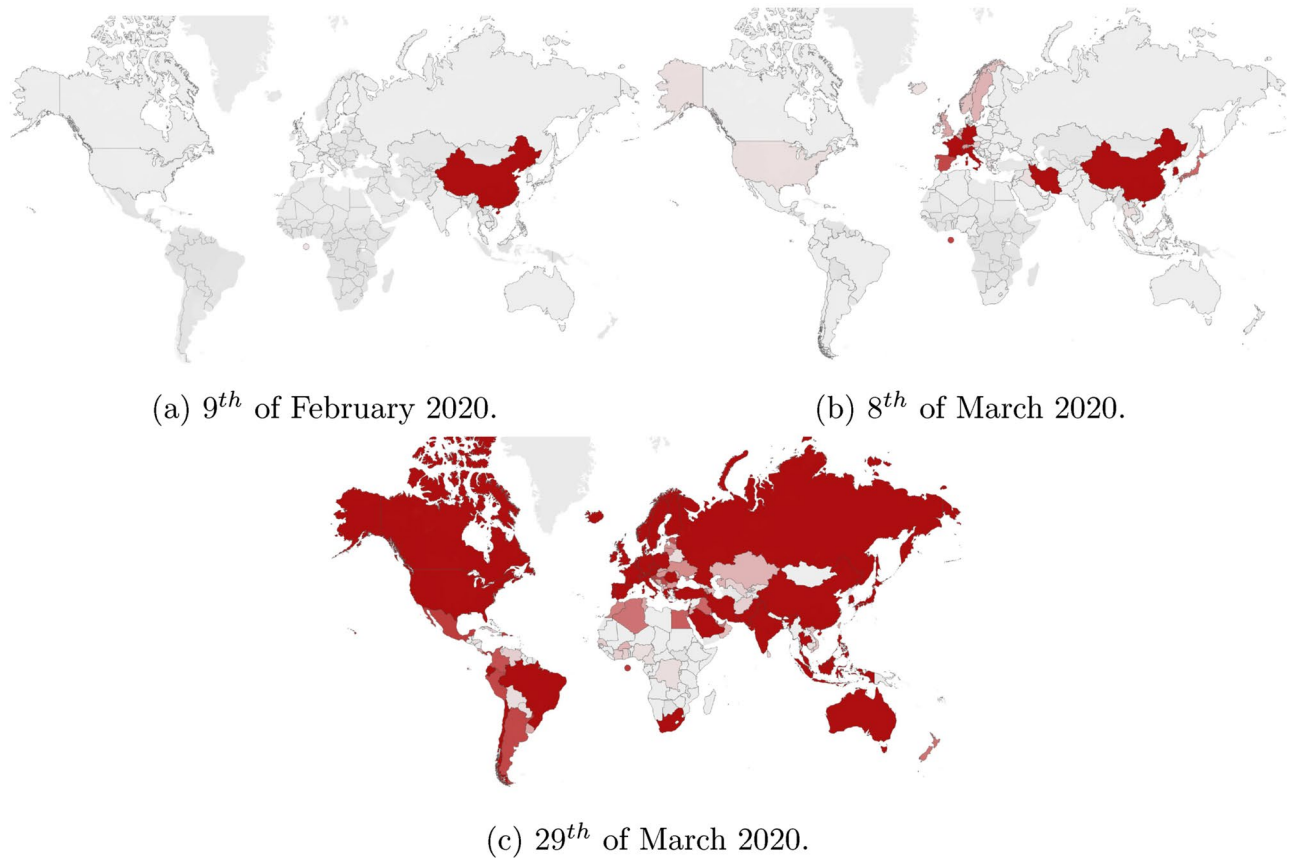 (a) 9th of February 2020.
(b) 8th of March 2020.
(c) 29th of March 2020.